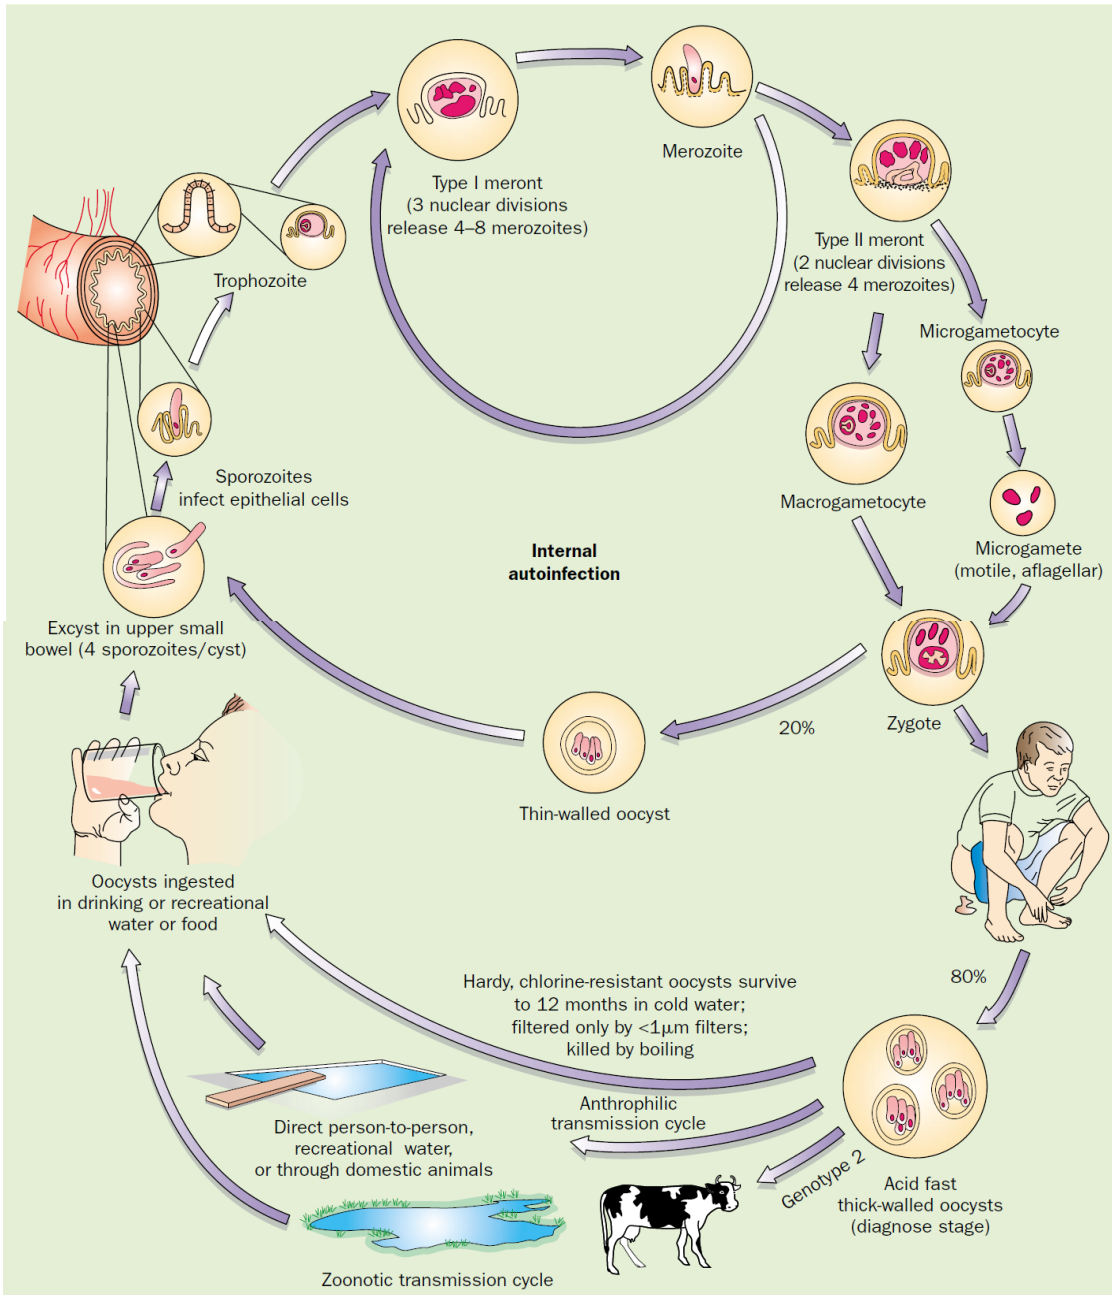 Merozoite
Type I meront
(3 nuclear divisions
release 4–8 merozoites)
Type II meront
(2 nuclear divisions
release 4 merozoites)
Trophozoite
Microgametocyte
Sporozoites
infect epithelial cells
Macrogametocyte
Internal
autoinfection
Microgamete
(motile, aflagellar)
Excyst in upper small
bowel (4 sporozoites/cyst)
Zygote
20%
Thin-walled oocyst
Oocysts ingested
in drinking or recreational
water or food
80%
Hardy, chlorine-resistant oocysts survive
to 12 months in cold water;
filtered only by <1μm filters;
killed by boiling
Anthrophilic
transmission cycle
Direct person-to-person,
recreational water,
or through domestic animals
Genotype 2
Acid fast
thick-walled oocysts
(diagnose stage)
Zoonotic transmission cycle